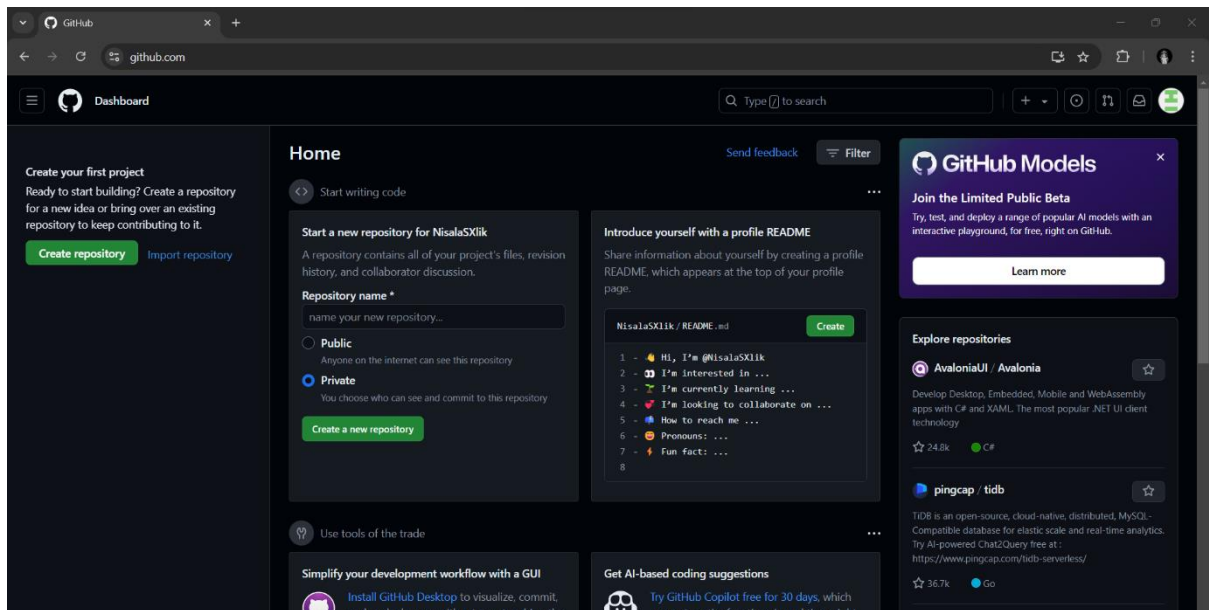 GitHub
github.com
Dashboard
Type / to search
Create your first project
Ready to start building? Create a repository
for a new idea or bring over an existing
repository to keep contributing to it.
Create repository
Import repository
Home
Send feedback
Filter
Start writing code
Start a new repository for NisalaSXlik
A repository contains all of your project's files, revision
history, and collaborator discussion.
Repository name *
name your new repository...
Public
Anyone on the internet can see this repository
Private
You choose who can see and commit to this repository
Create a new repository
Introduce yourself with a profile README
Share information about yourself by creating a profile
README, which appears at the top of your profile
page.
NisalaSXlik / README.md
Create
1 - 👋 Hi, I'm @NisalaSXlik
2 - 👀 I'm interested in ...
3 - 🌱 I'm currently learning ...
4 - 💞️ I'm looking to collaborate on ...
5 - 📫 How to reach me ...
6 - 😄 Pronouns: ...
7 - ⚡ Fun fact: ...
8
Use tools of the trade
Simplify your development workflow with a GUI
Install GitHub Desktop to visualize, commit,
Get AI-based coding suggestions
Try GitHub Copilot free for 30 days, which
GitHub Models
Join the Limited Public Beta
Try, test, and deploy a range of popular AI models with an
interactive playground, for free, right on GitHub.
Learn more
Explore repositories
AvaloniaUI / Avalonia
Develop Desktop, Embedded, Mobile and WebAssembly
apps with C# and XAML. The most popular .NET UI client
technology
24.8k
C#
pingcap / tidb
TiDB is an open-source, cloud-native, distributed, MySQL-
Compatible database for elastic scale and real-time analytics.
Try AI-powered Chat2Query free at :
https://www.pingcap.com/tidb-serverless/
36.7k
Go